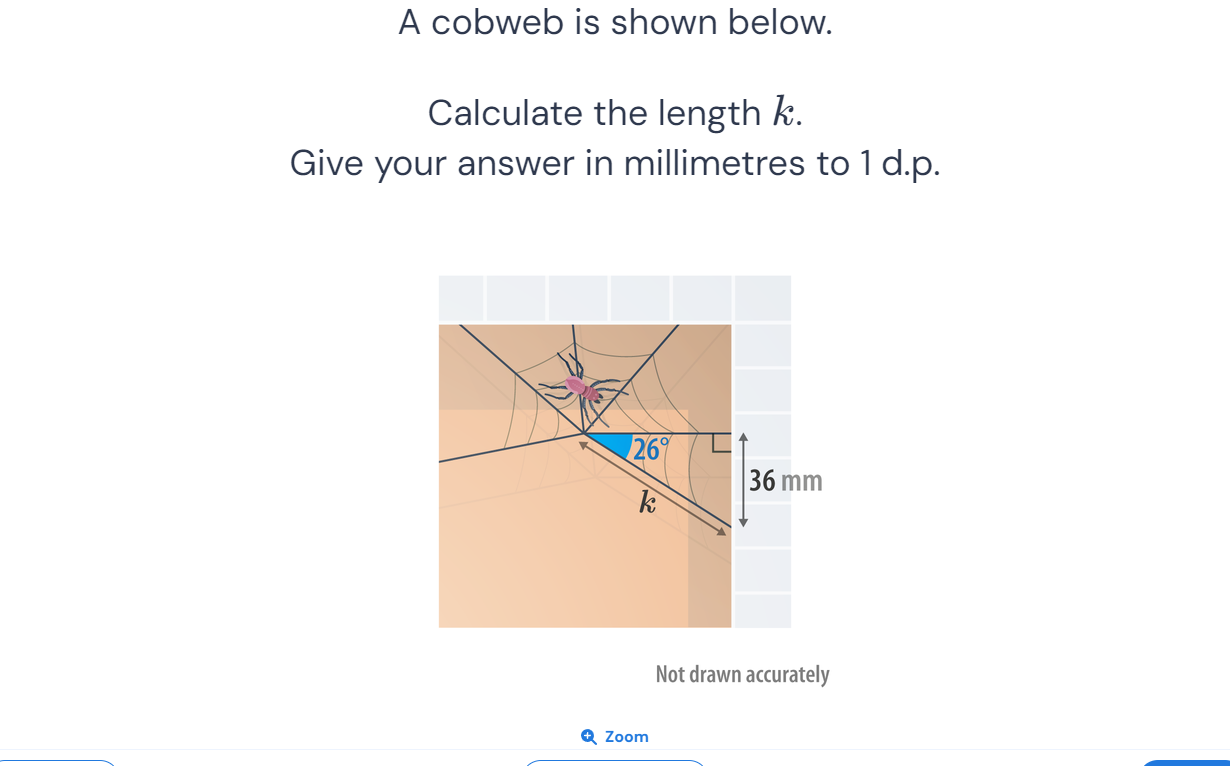 A cobweb is shown below.
Calculate the length k.
Give your answer in millimetres to 1 d.p.
26°
36 mm
k
Not drawn accurately
Zoom